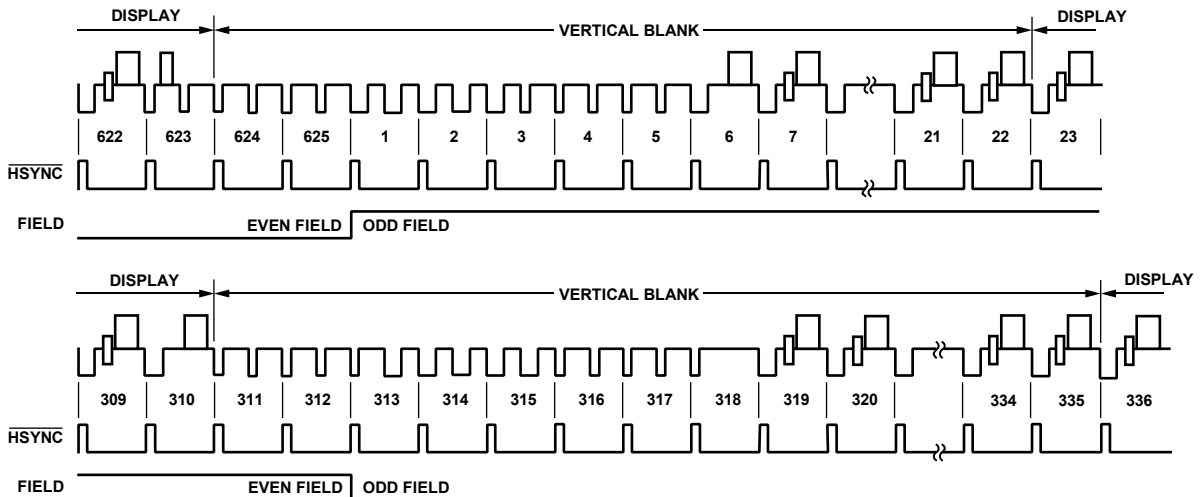 DISPLAY VERTICAL BLANK DISPLAY
622 623 624 625 1 2 3 4 5 6 7 21 22 23
HSYNC
FIELD EVEN FIELD ODD FIELD
DISPLAY VERTICAL BLANK DISPLAY
309 310 311 312 313 314 315 316 317 318 319 320 334 335 336
HSYNC
FIELD EVEN FIELD ODD FIELD